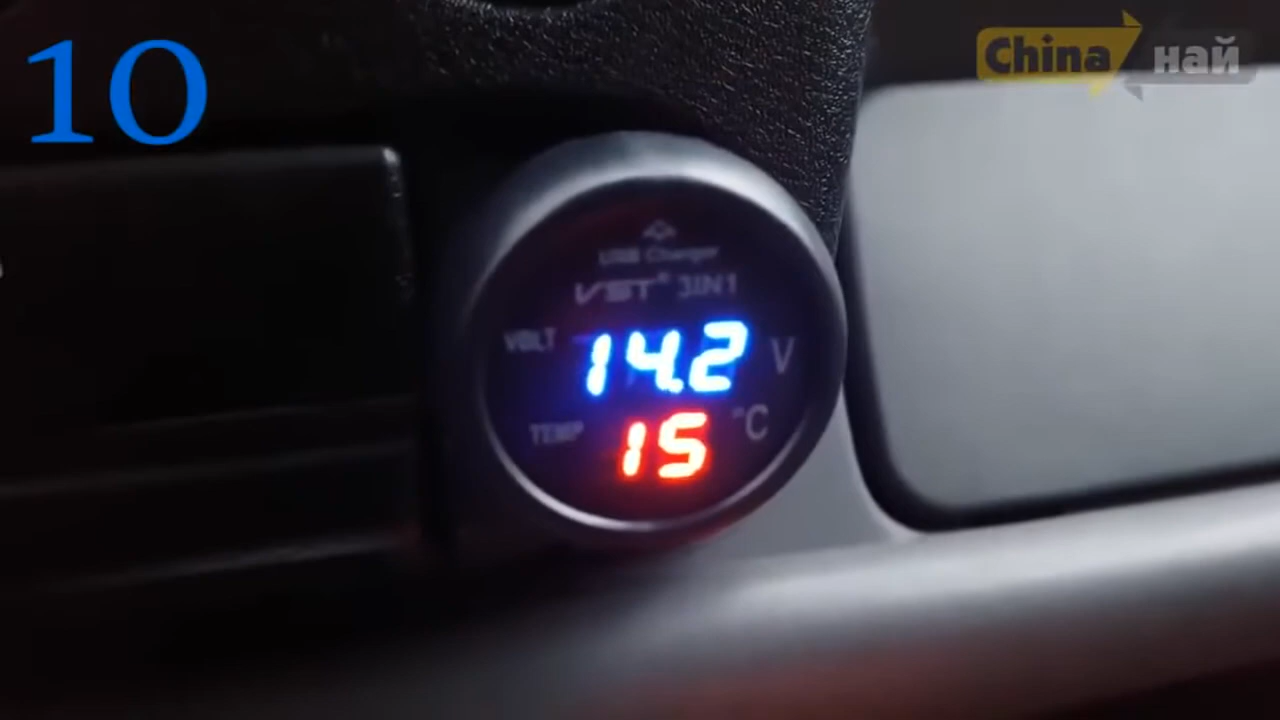 10
China най
USB Charger
VST® 3IN1
VOLT 14.2 V
TEMP 15 °C